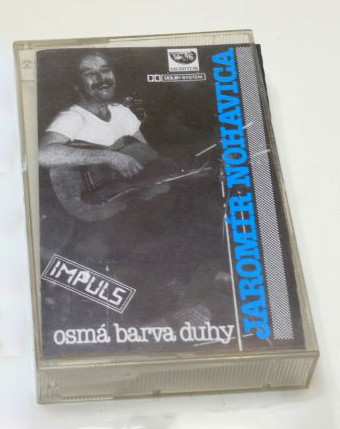 DOLBY SYSTEM
JAROMÍR NOHAVICA
IMPULS
osmá barva duhy